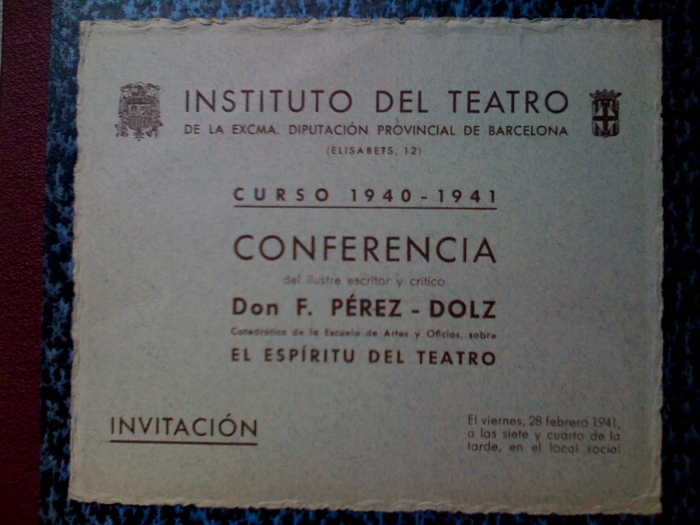 INSTITUTO DEL TEATRO
DE LA EXCMA. DIPUTACIÓN PROVINCIAL DE BARCELONA
(ELISABETS, 12)
CURSO 1940-1941
CONFERENCIA
del ilustre escritor y crítico
Don F. PÉREZ - DOLZ
Catedrático de la Escuela de Artes y Oficios, sobre
EL ESPÍRITU DEL TEATRO
INVITACIÓN
El viernes, 28 febrero 1941,
a las siete y cuarto de la
tarde, en el local social